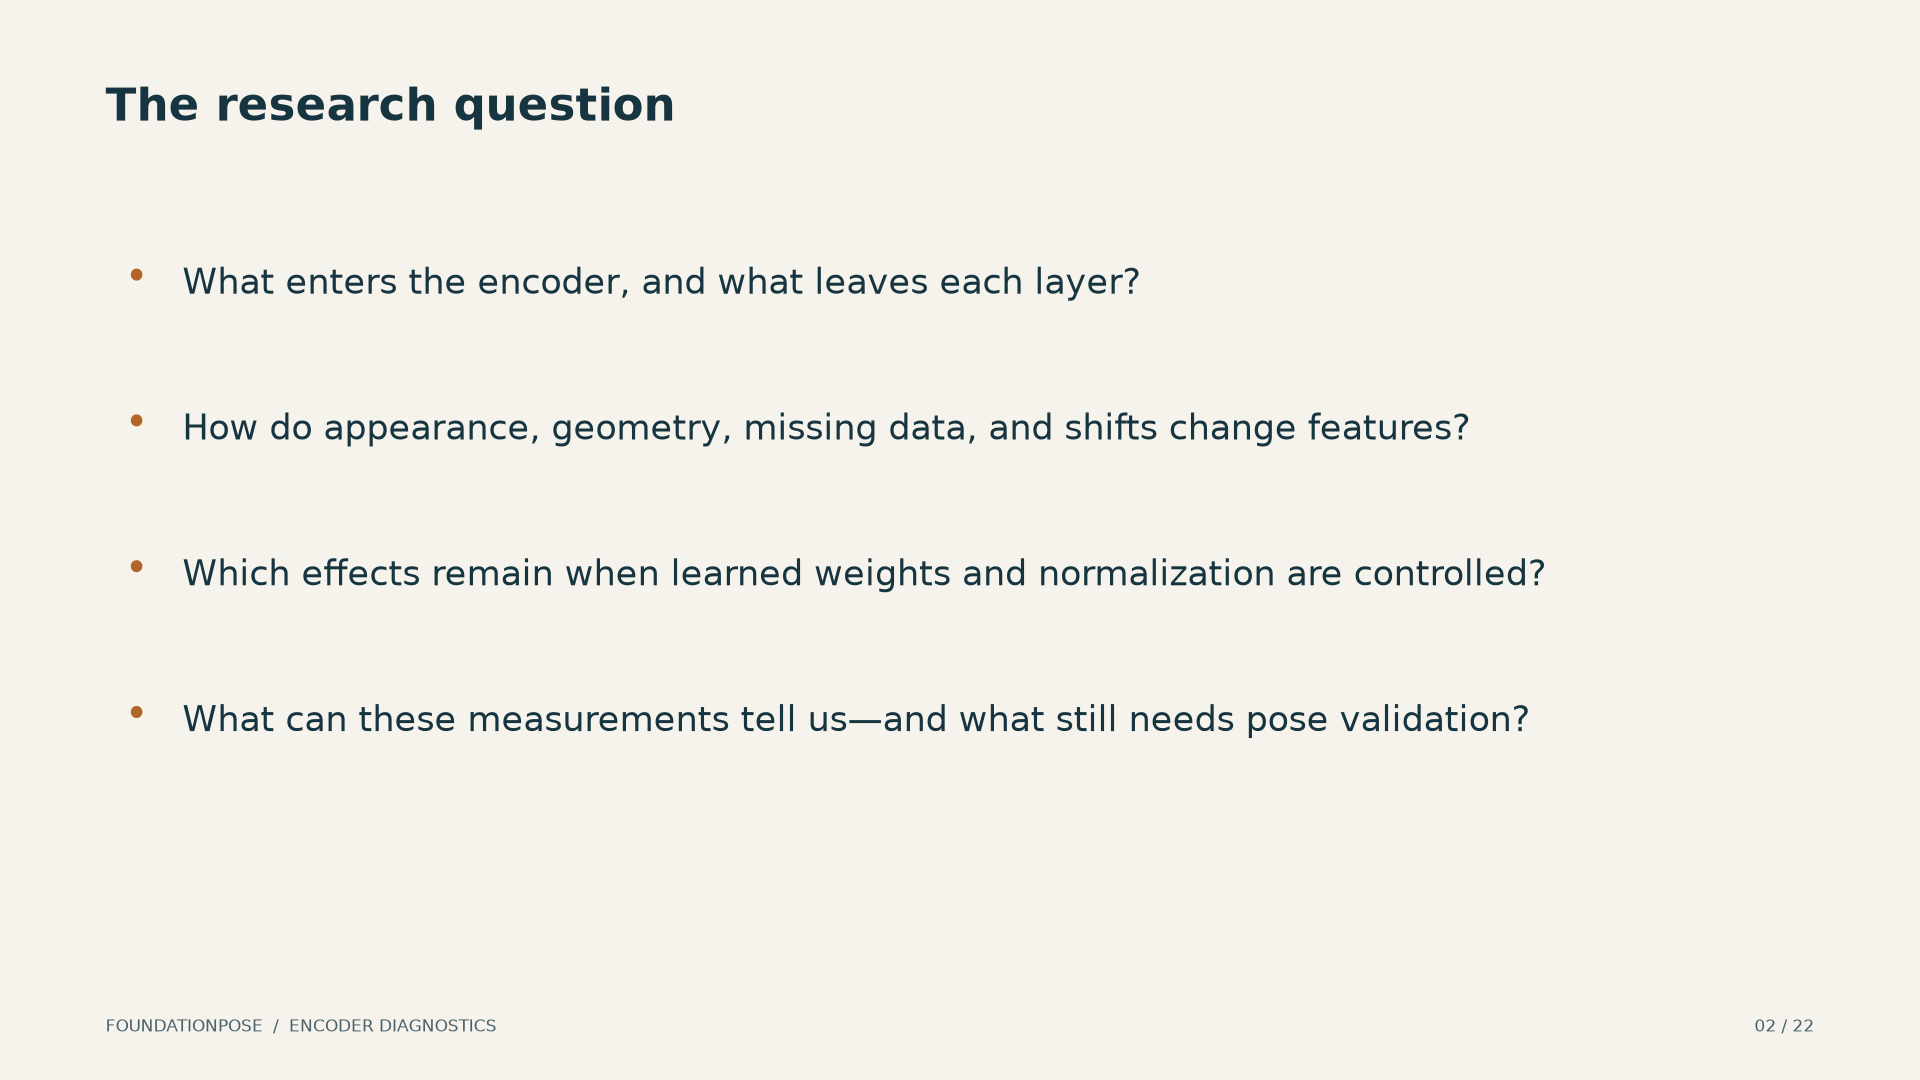 The research question
• What enters the encoder, and what leaves each layer?
• How do appearance, geometry, missing data, and shifts change features?
• Which effects remain when learned weights and normalization are controlled?
• What can these measurements tell us—and what still needs pose validation?
FOUNDATIONPOSE / ENCODER DIAGNOSTICS
02 / 22